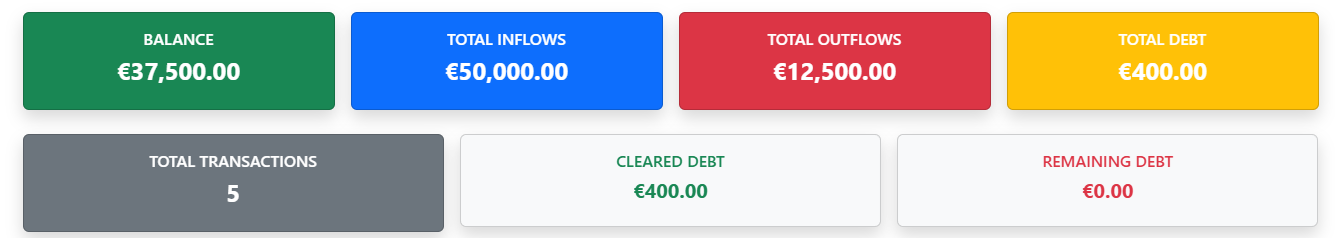 BALANCE
€37,500.00
TOTAL INFLOWS
€50,000.00
TOTAL OUTFLOWS
€12,500.00
TOTAL DEBT
€400.00
TOTAL TRANSACTIONS
5
CLEARED DEBT
€400.00
REMAINING DEBT
€0.00